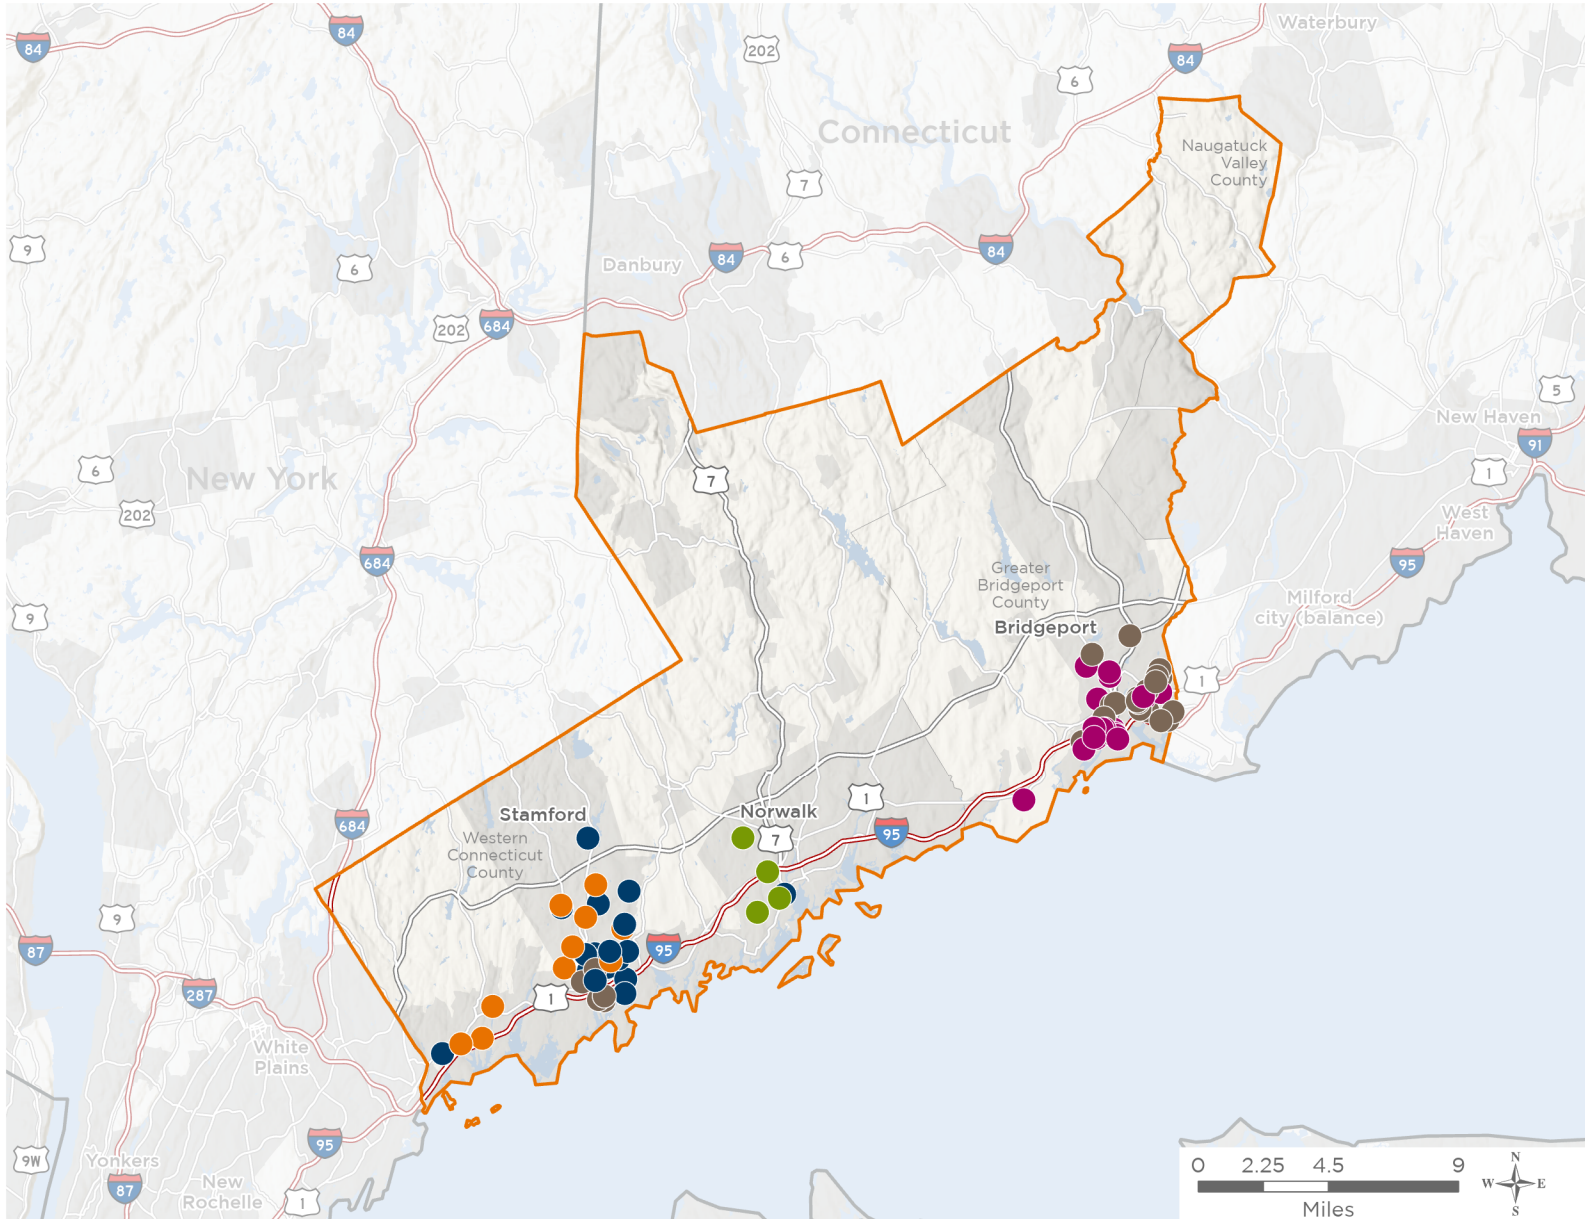 Waterbury
84
84
202
84
6
Connecticut
Naugatuck
Valley
County
7
9
84
6
84
Danbury
6
202
684
New Haven
5
91
6
New York
7
1
202
West
Haven
684
95
Greater
Bridgeport
County
Milford
city (balance)
9
Bridgeport
1
1
Stamford
Norwalk
684
95
7
Western
Connecticut
County
9
87
95
287
1
White
Plains
95
9W
Yonkers
87
New
Rochelle
1
0 2.25 4.5 9
Miles
N
W E
S